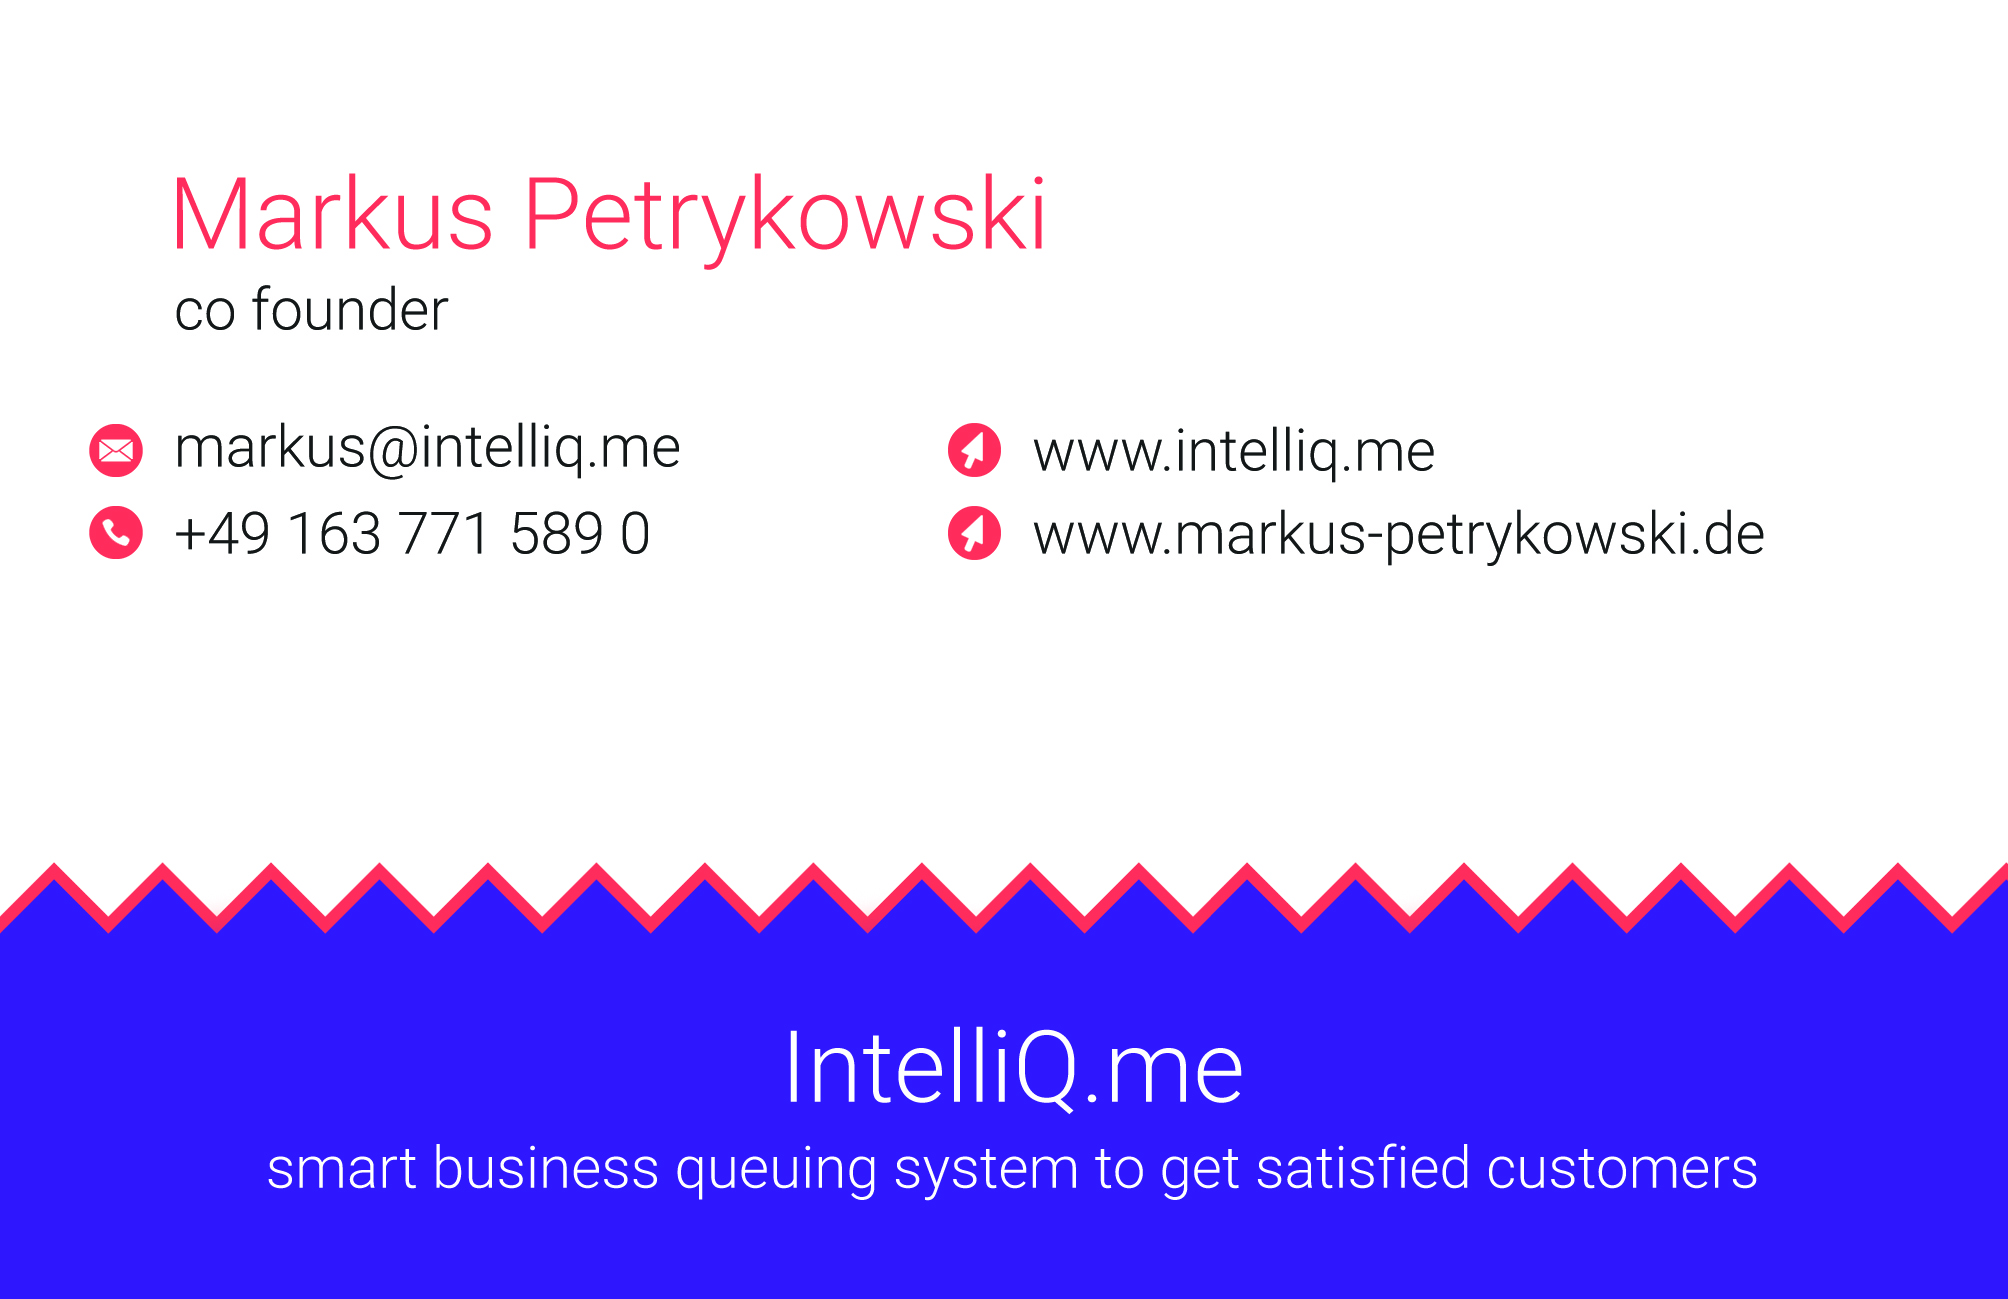 Markus Petrykowski
co founder
markus@intelliq.me
+49 163 771 589 0
www.intelliq.me
www.markus-petrykowski.de
IntelliQ.me
smart business queuing system to get satisfied customers